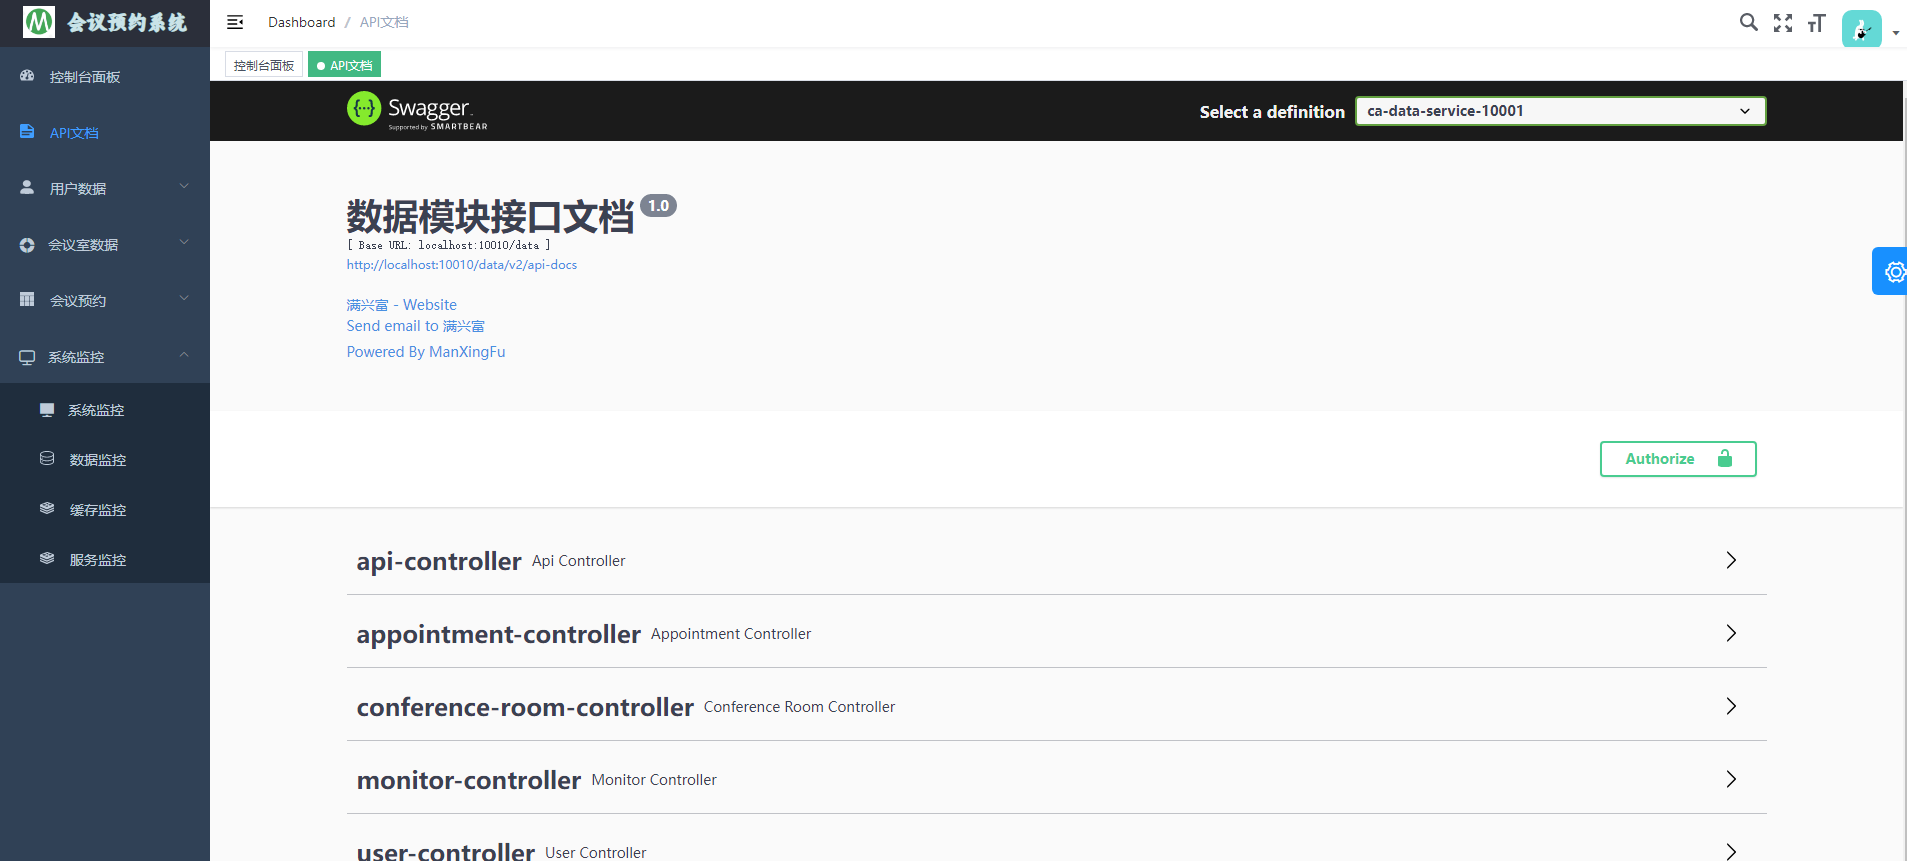 会议预约系统
控制台面板
API文档
用户数据
会议室数据
会议预约
系统监控
系统监控
数据监控
缓存监控
服务监控
Dashboard / API文档
控制台面板
API文档
Swagger
Supported by SMARTBEAR
Select a definition
ca-data-service-10001
数据模块接口文档 1.0
[ Base URL: localhost:10010/data ]
http://localhost:10010/data/v2/api-docs
满兴富 - Website
Send email to 满兴富
Powered By ManXingFu
Authorize
api-controller Api Controller
appointment-controller Appointment Controller
conference-room-controller Conference Room Controller
monitor-controller Monitor Controller
user-controller User Controller